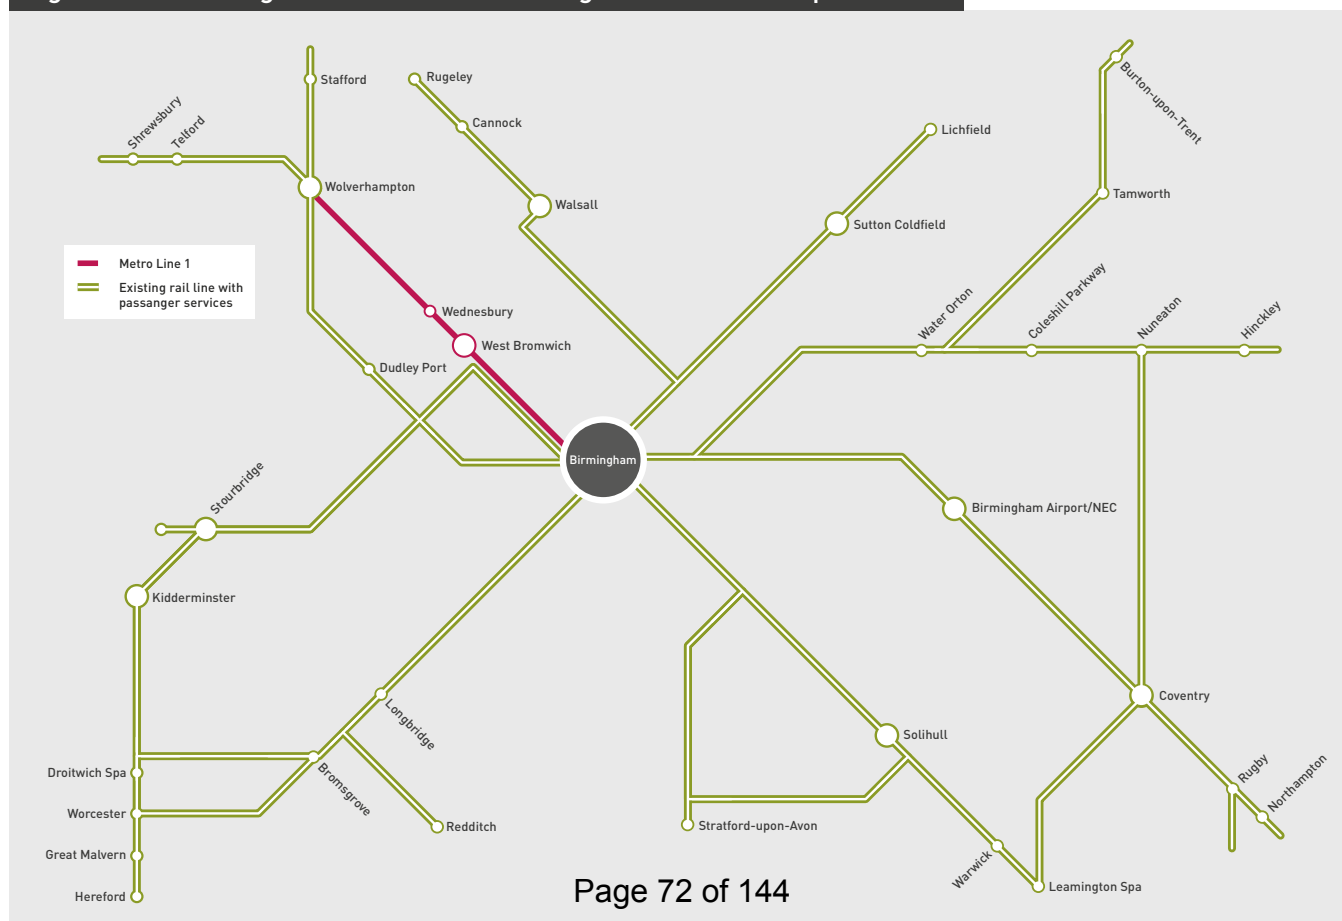 Stafford
Rugeley
Cannock
Shrewsbury
Telford
Burton-upon-Trent
Lichfield
Wolverhampton
Walsall
Tamworth
Sutton Coldfield
Metro Line 1
Existing rail line with
passanger services
Wednesbury
West Bromwich
Dudley Port
Water Orton
Coleshill Parkway
Nuneaton
Hinckley
Birmingham
Stourbridge
Birmingham Airport/NEC
Kidderminster
Longbridge
Coventry
Solihull
Droitwich Spa
Bromsgrove
Rugby
Northampton
Worcester
Redditch
Stratford-upon-Avon
Great Malvern
Warwick
Hereford
Leamington Spa
Page 72 of 144